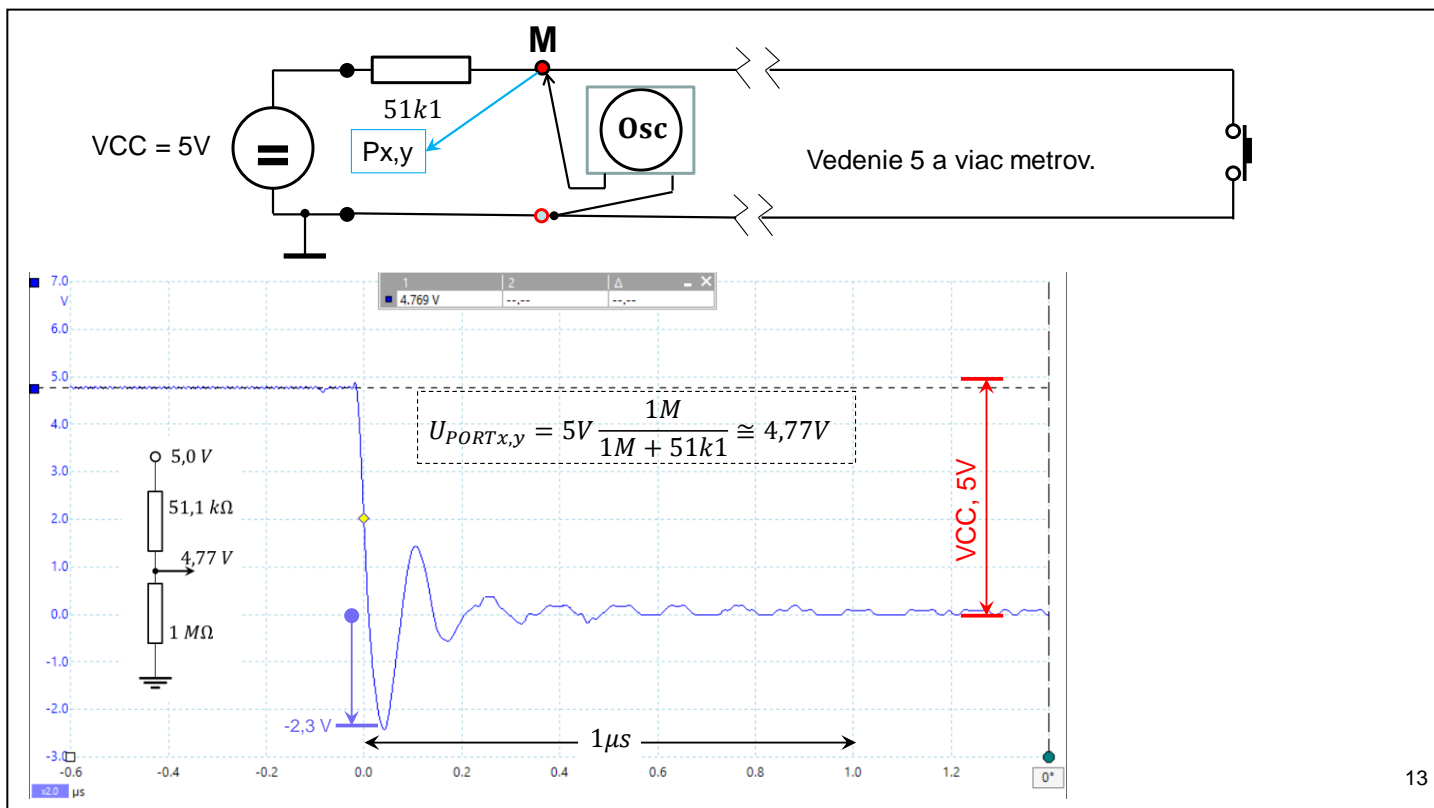 M
51k1
Osc
VCC = 5V
Px,y
Vedenie 5 a viac metrov.
1 2 Δ
4.769 V --,-- --,--
7.0
V
6.0
5.0
4.0
3.0
2.0
1.0
0.0
-1.0
-2.0
-3.0
U_PORTx,y = 5V 1M / 1M + 51k1 ≅ 4,77V
5,0 V
51,1 kΩ
4,77 V
1 MΩ
VCC, 5V
-2,3 V
1μs
-0.6 -0.4 -0.2 0.0 0.2 0.4 0.6 0.8 1.0 1.2 0°
x2.0 μs
13